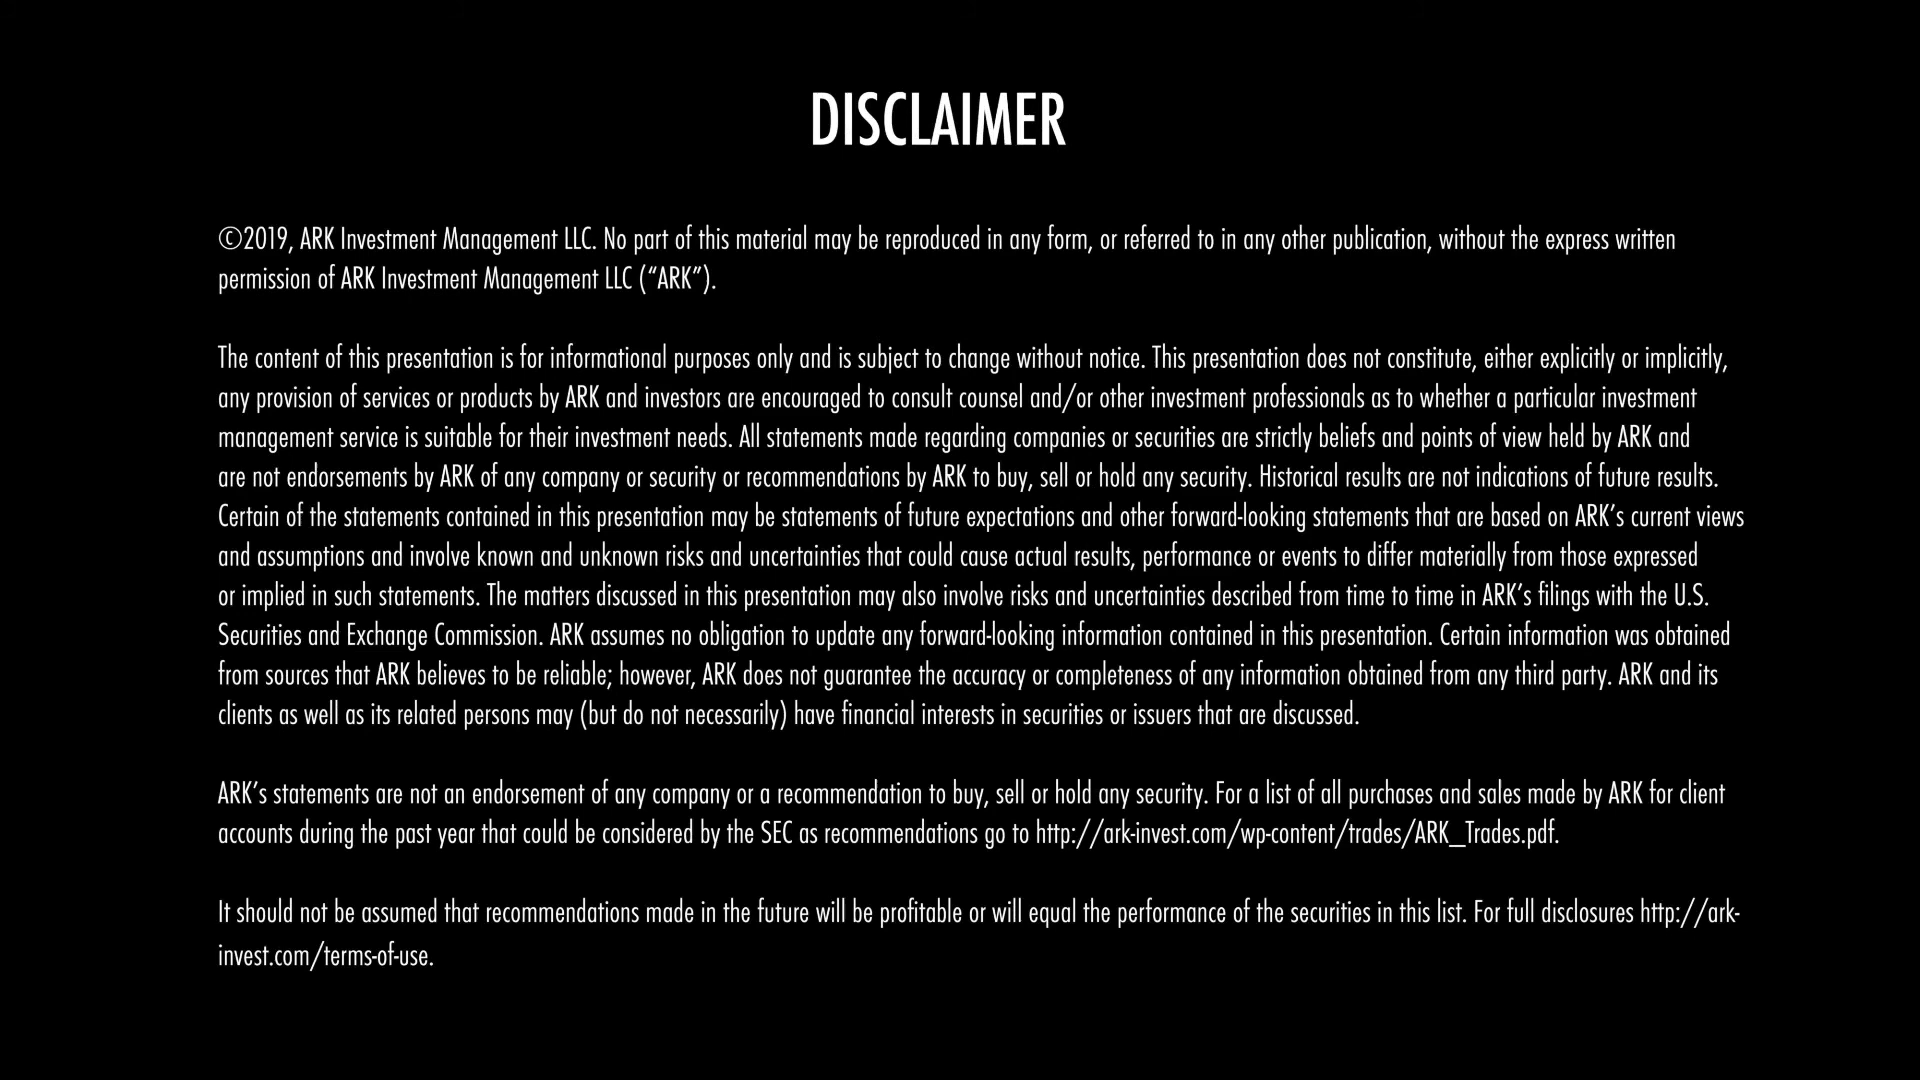 DISCLAIMER
©2019, ARK Investment Management LLC. No part of this material may be reproduced in any form, or referred to in any other publication, without the express written
permission of ARK Investment Management LLC (“ARK”).
The content of this presentation is for informational purposes only and is subject to change without notice. This presentation does not constitute, either explicitly or implicitly,
any provision of services or products by ARK and investors are encouraged to consult counsel and/or other investment professionals as to whether a particular investment
management service is suitable for their investment needs. All statements made regarding companies or securities are strictly beliefs and points of view held by ARK and
are not endorsements by ARK of any company or security or recommendations by ARK to buy, sell or hold any security. Historical results are not indications of future results.
Certain of the statements contained in this presentation may be statements of future expectations and other forward-looking statements that are based on ARK’s current views
and assumptions and involve known and unknown risks and uncertainties that could cause actual results, performance or events to differ materially from those expressed
or implied in such statements. The matters discussed in this presentation may also involve risks and uncertainties described from time to time in ARK’s filings with the U.S.
Securities and Exchange Commission. ARK assumes no obligation to update any forward-looking information contained in this presentation. Certain information was obtained
from sources that ARK believes to be reliable; however, ARK does not guarantee the accuracy or completeness of any information obtained from any third party. ARK and its
clients as well as its related persons may (but do not necessarily) have financial interests in securities or issuers that are discussed.
ARK’s statements are not an endorsement of any company or a recommendation to buy, sell or hold any security. For a list of all purchases and sales made by ARK for client
accounts during the past year that could be considered by the SEC as recommendations go to http://ark-invest.com/wp-content/trades/ARK_Trades.pdf.
It should not be assumed that recommendations made in the future will be profitable or will equal the performance of the securities in this list. For full disclosures http://ark-
invest.com/terms-of-use.